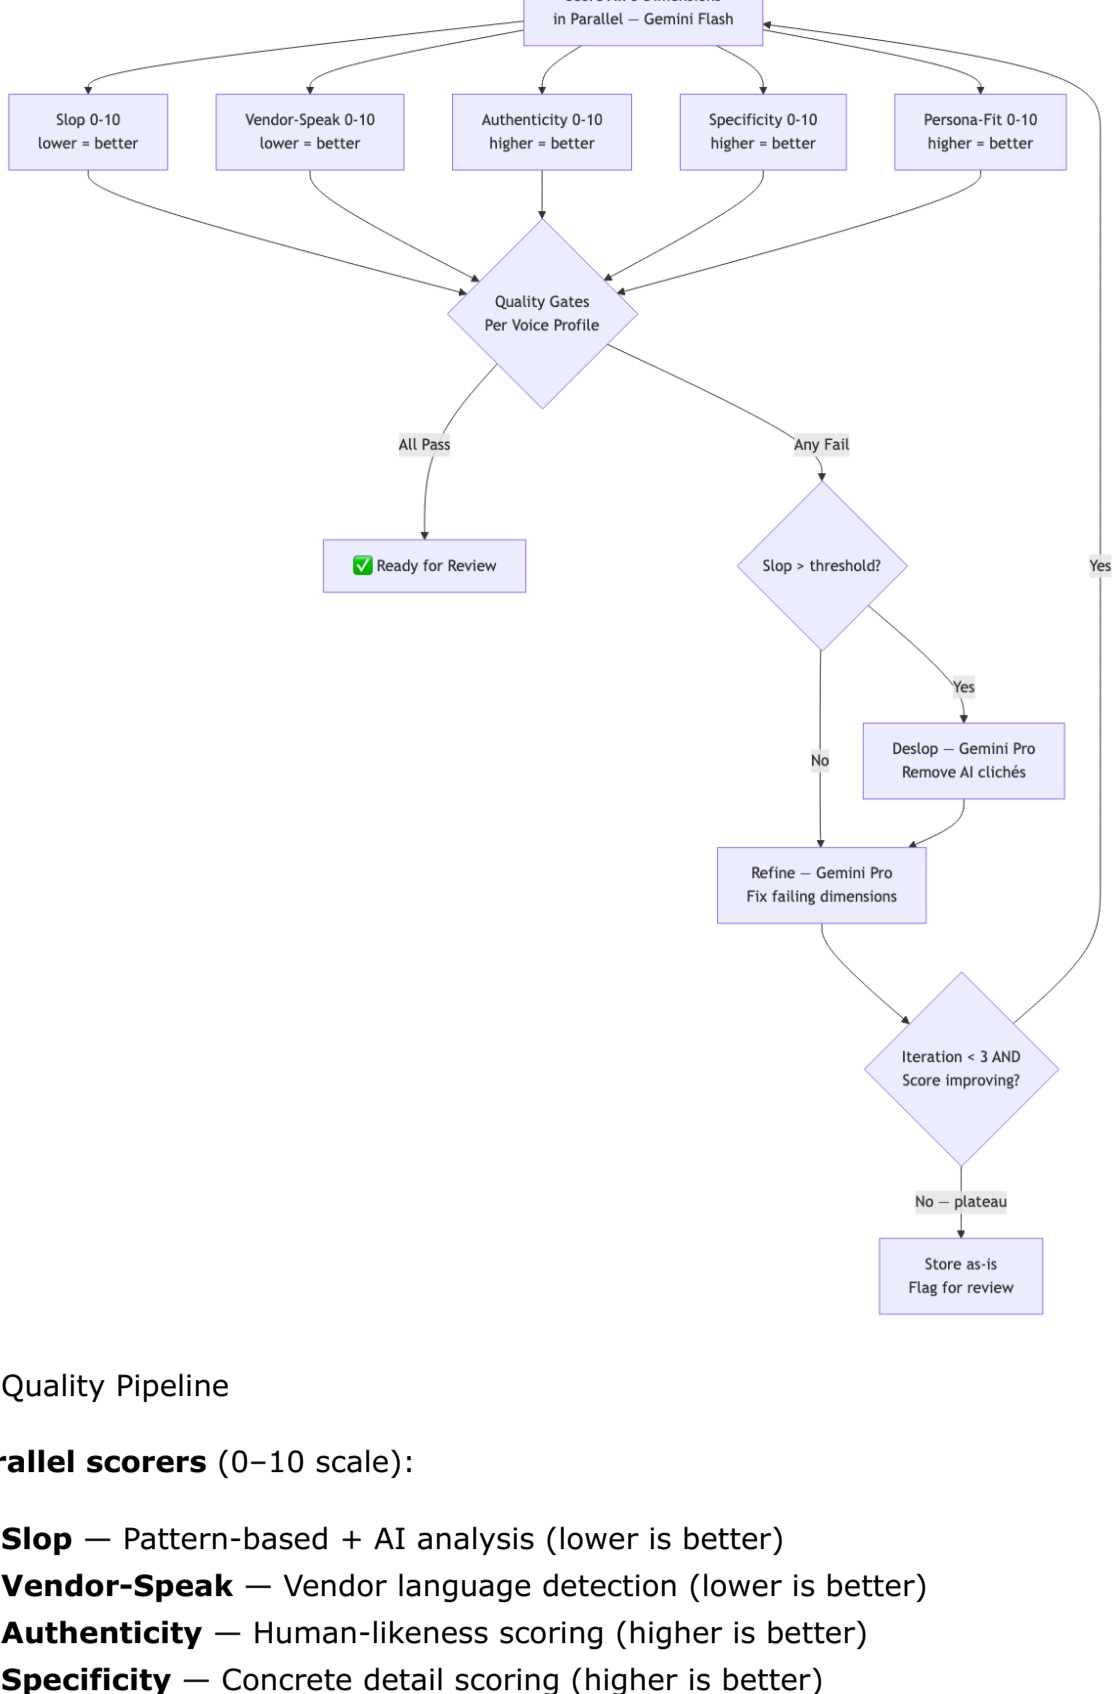 in Parallel — Gemini Flash
Slop 0-10
lower = better
Vendor-Speak 0-10
lower = better
Authenticity 0-10
higher = better
Specificity 0-10
higher = better
Persona-Fit 0-10
higher = better
Quality Gates
Per Voice Profile
All Pass
Any Fail
✅ Ready for Review
Slop > threshold?
Yes
Yes
Deslop — Gemini Pro
Remove AI clichés
No
Refine — Gemini Pro
Fix failing dimensions
Iteration < 3 AND
Score improving?
No — plateau
Store as-is
Flag for review
Quality Pipeline
rallel scorers (0–10 scale):
Slop — Pattern-based + AI analysis (lower is better)
Vendor-Speak — Vendor language detection (lower is better)
Authenticity — Human-likeness scoring (higher is better)
Specificity — Concrete detail scoring (higher is better)